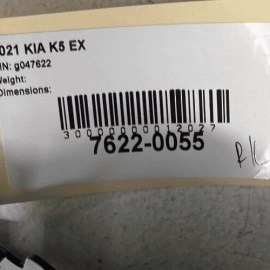 021 KIA K5 EX
IN: g047622
Weight:
Dimensions:
3000000012027
7622-0055
R/K